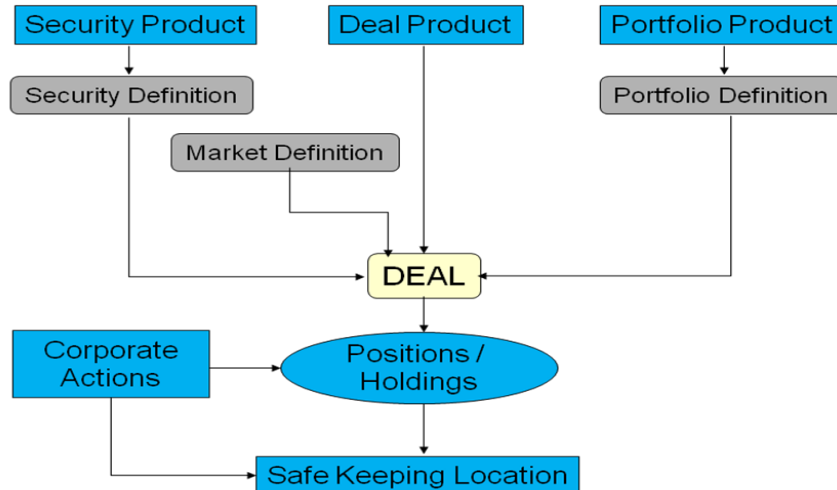 Security Product
Deal Product
Portfolio Product
Security Definition
Portfolio Definition
Market Definition
DEAL
Corporate
Actions
Positions /
Holdings
Safe Keeping Location